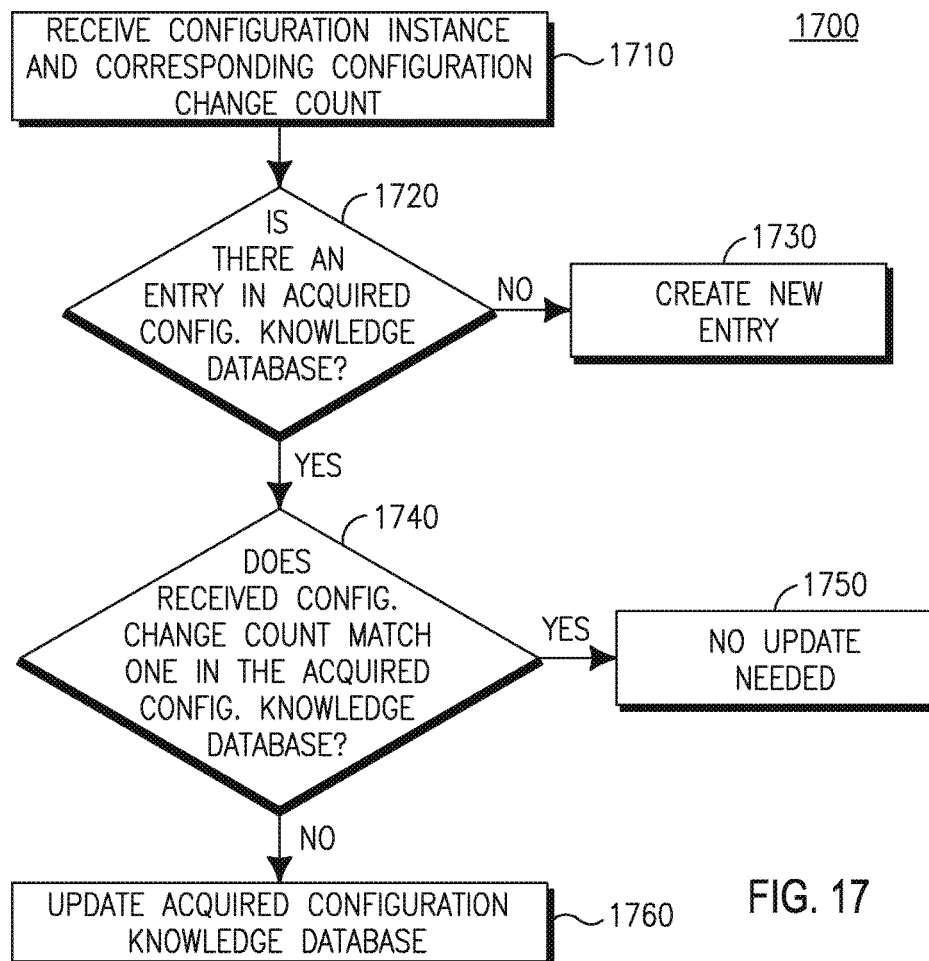 RECEIVE CONFIGURATION INSTANCE
AND CORRESPONDING CONFIGURATION
CHANGE COUNT
1710
1700
1720
IS
THERE AN
ENTRY IN ACQUIRED
CONFIG. KNOWLEDGE
DATABASE?
NO
1730
CREATE NEW
ENTRY
YES
1740
DOES
RECEIVED CONFIG.
CHANGE COUNT MATCH
ONE IN THE ACQUIRED
CONFIG. KNOWLEDGE
DATABASE?
YES
1750
NO UPDATE
NEEDED
NO
UPDATE ACQUIRED CONFIGURATION
KNOWLEDGE DATABASE
1760
FIG. 17